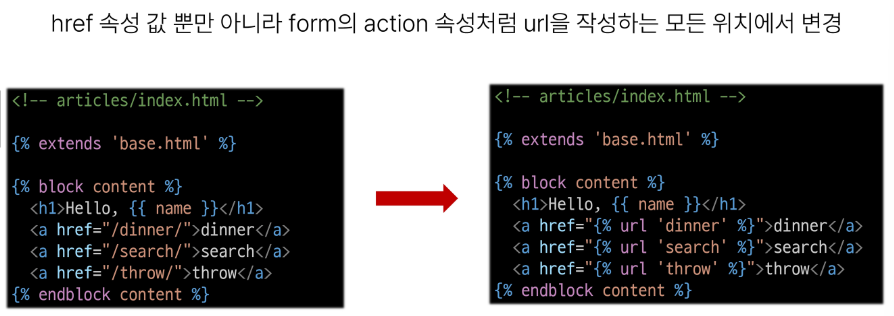 href 속성 값 뿐만 아니라 form의 action 속성처럼 url을 작성하는 모든 위치에서 변경
<!-- articles/index.html -->
{% extends 'base.html' %}
{% block content %}
<h1>Hello, {{ name }}</h1>
<a href="/dinner/">dinner</a>
<a href="/search/">search</a>
<a href="/throw/">throw</a>
{% endblock content %}
<!-- articles/index.html -->
{% extends 'base.html' %}
{% block content %}
<h1>Hello, {{ name }}</h1>
<a href="{% url 'dinner' %}">dinner</a>
<a href="{% url 'search' %}">search</a>
<a href="{% url 'throw' %}">throw</a>
{% endblock content %}